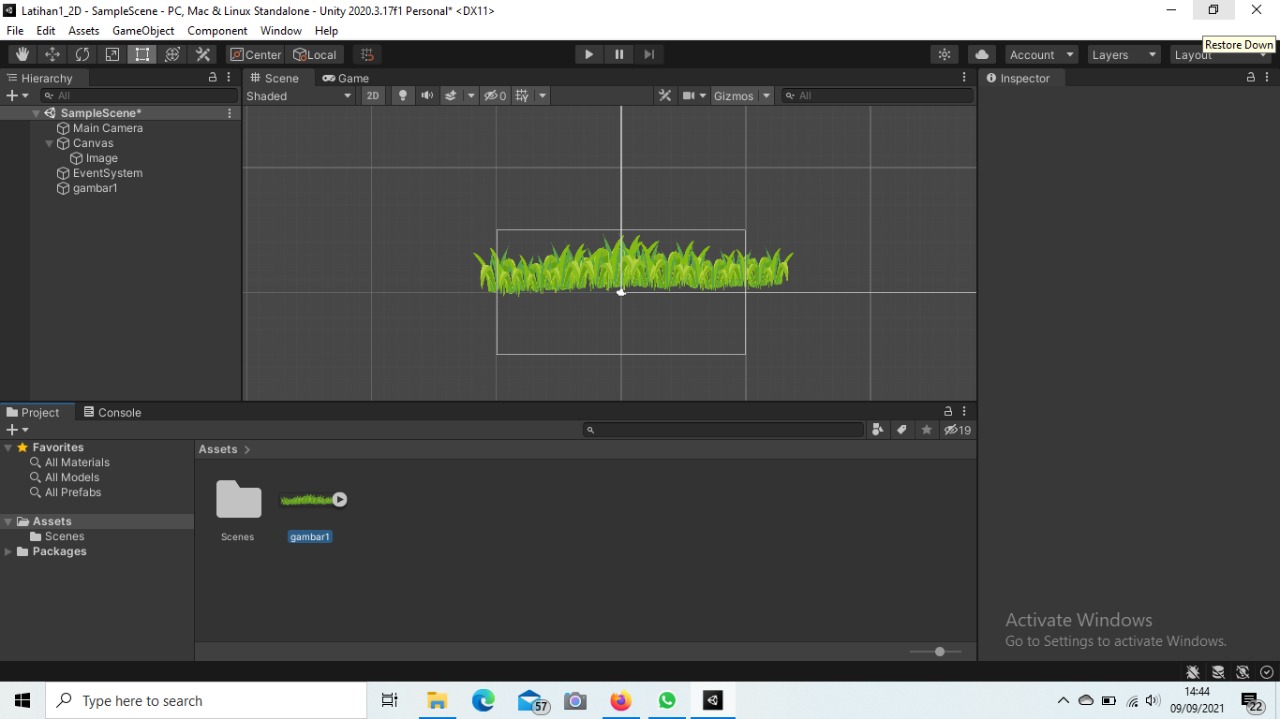 Latihan1_2D - SampleScene - PC, Mac & Linux Standalone - Unity 2020.3.17f1 Personal* <DX11>
File Edit Assets GameObject Component Window Help
Restore Down
Center Local Account Layers Layout
Hierarchy Scene Game Inspector
All Shaded 2D 0 Gizmos All
SampleScene*
Main Camera
Canvas
Image
EventSystem
gambar1
Project Console
19
Favorites
All Materials
All Models
All Prefabs
Assets
Scenes
Packages
Assets >
Scenes
gambar1
Activate Windows
Go to Settings to activate Windows.
Type here to search
57
14:44
09/09/2021
22